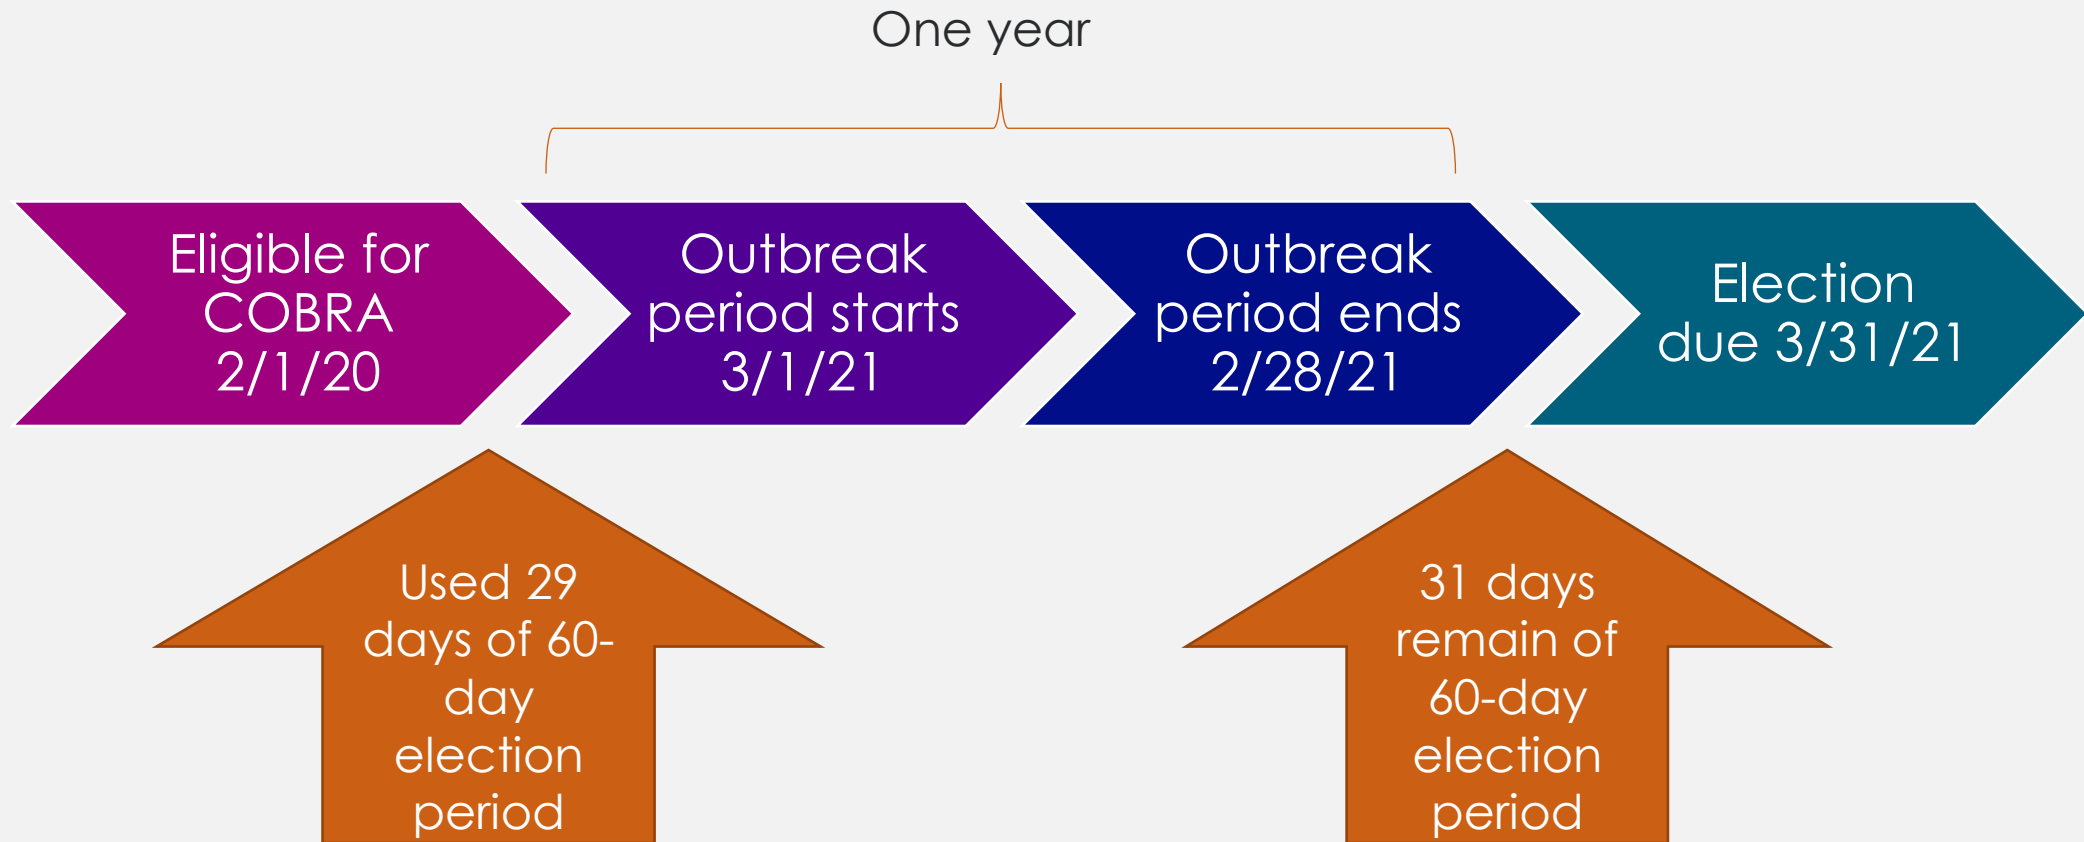 One year
Eligible for
COBRA
2/1/20
Outbreak
period starts
3/1/21
Outbreak
period ends
2/28/21
Election
due 3/31/21
Used 29
days of 60-
day
election
period
31 days
remain of
60-day
election
period